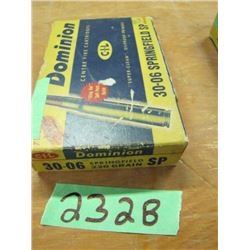 Dominion
CENTRE FIRE CARTRIDGES
CIL
30-06 SPRINGFIELD SP
CIL
Dominion
30-06 SPRINGFIELD SP
220 GRAIN
232B